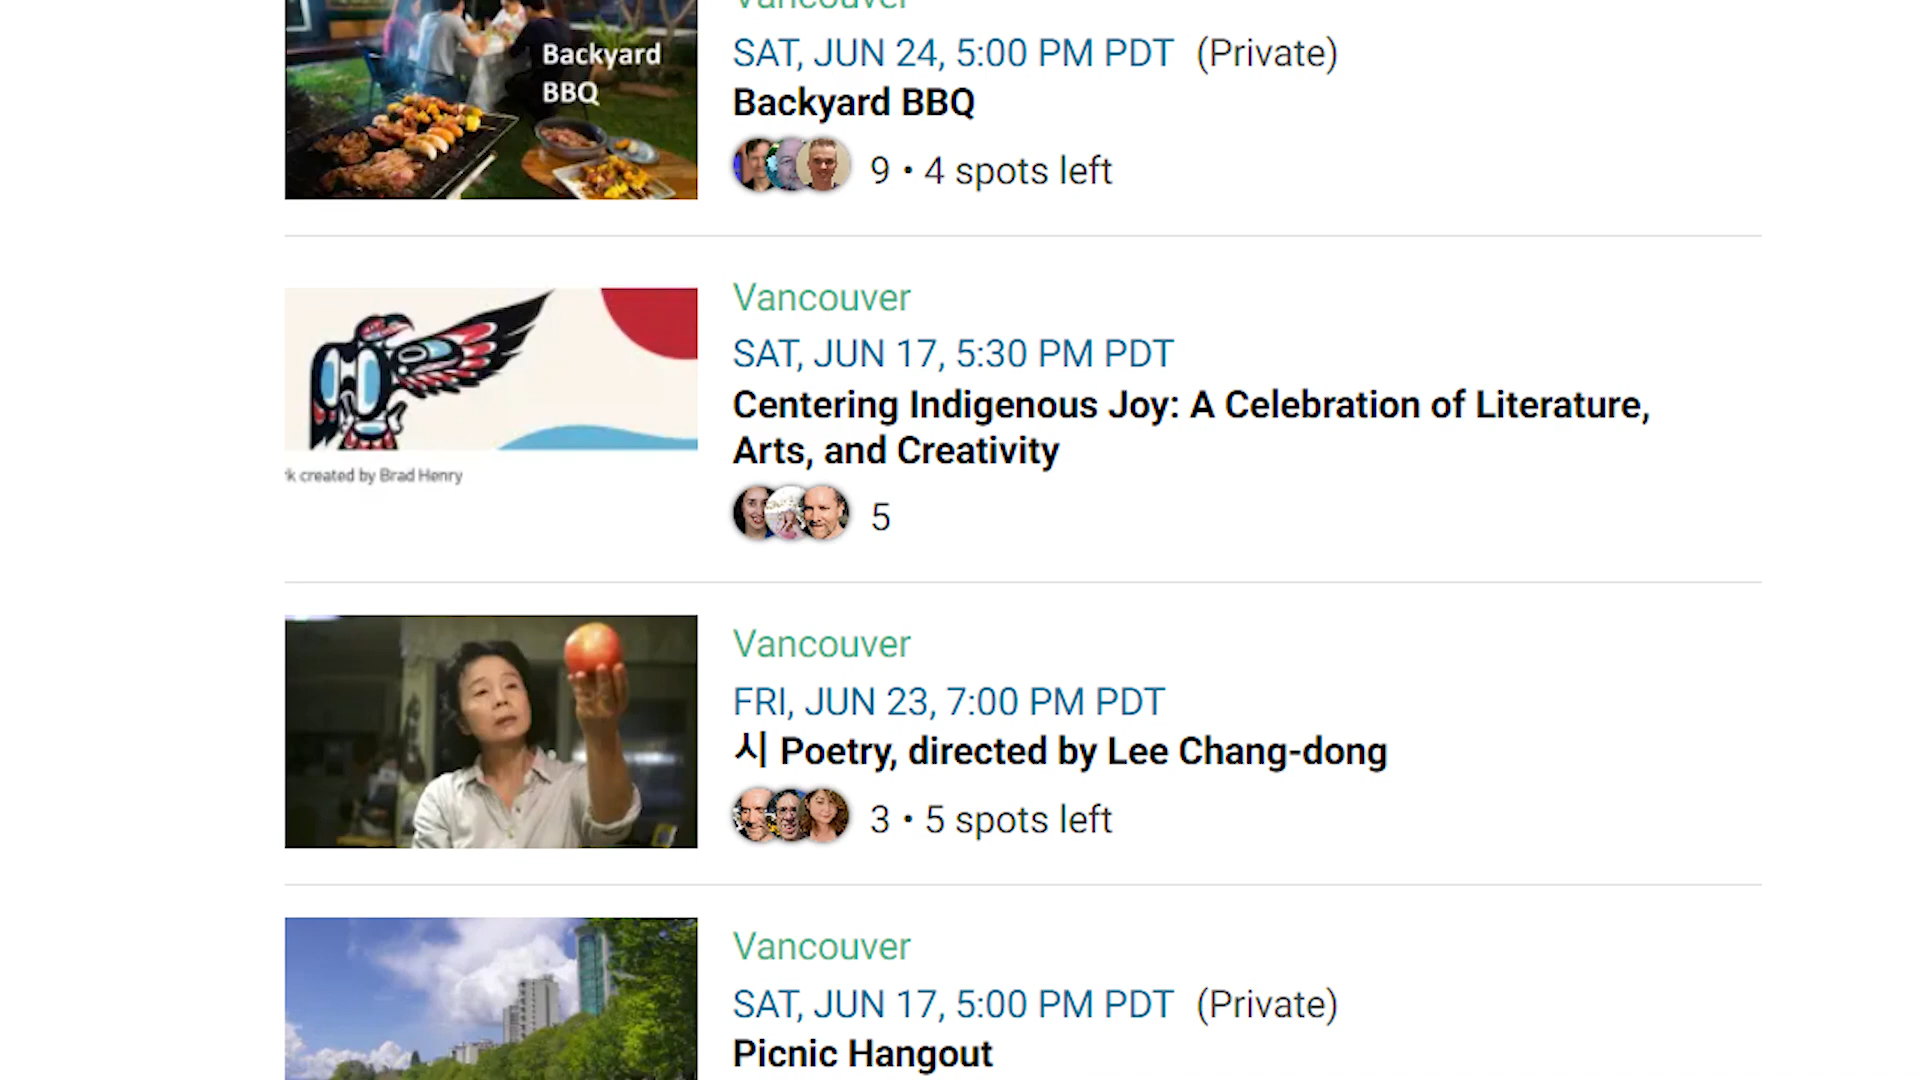 Vancouver
SAT, JUN 24, 5:00 PM PDT (Private)
Backyard BBQ
Backyard
BBQ
9 • 4 spots left
Vancouver
SAT, JUN 17, 5:30 PM PDT
Centering Indigenous Joy: A Celebration of Literature,
Arts, and Creativity
created by Brad Henry
5
Vancouver
FRI, JUN 23, 7:00 PM PDT
시 Poetry, directed by Lee Chang-dong
3 • 5 spots left
Vancouver
SAT, JUN 17, 5:00 PM PDT (Private)
Picnic Hangout